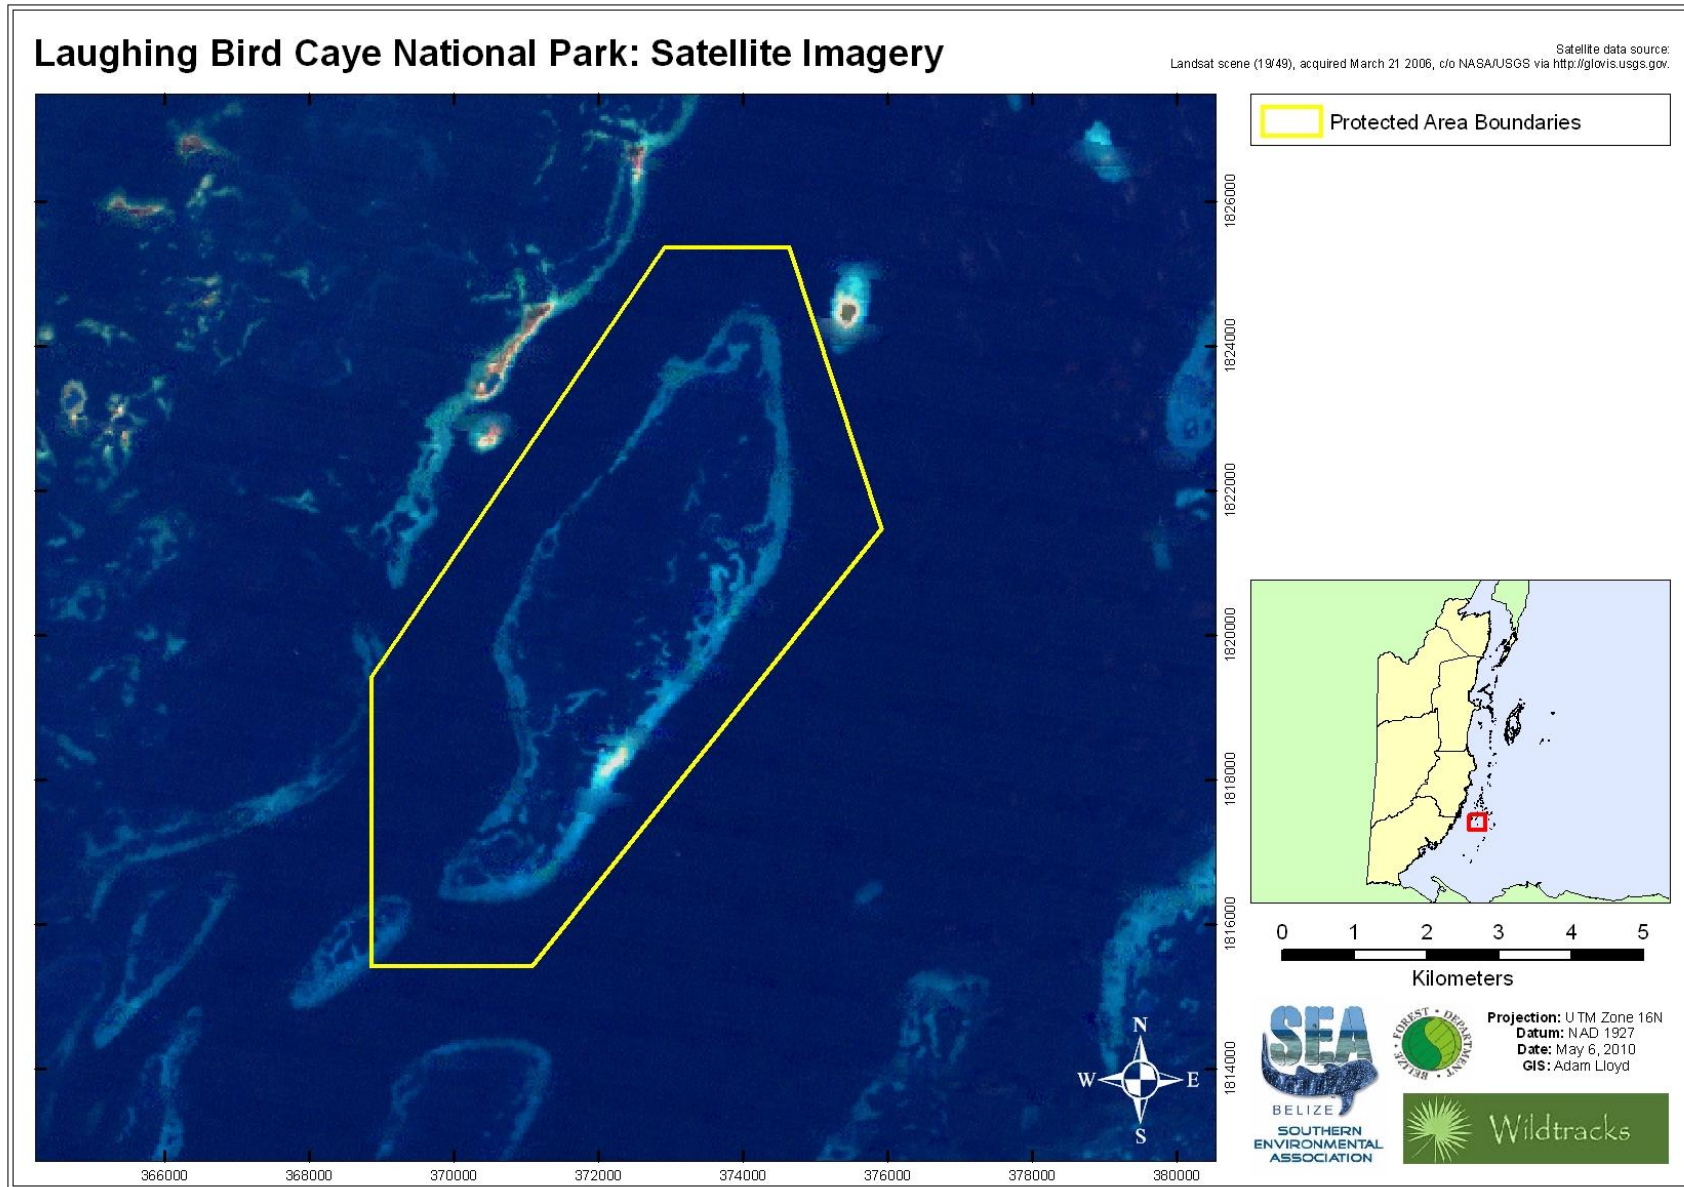 Laughing Bird Caye National Park: Satellite Imagery
Satellite data source:
Landsat scene (19/49), acquired March 21 2006, c/o NASA/USGS via http://glovis.usgs.gov.
Protected Area Boundaries
1826000
1824000
1822000
1820000
1818000
1816000
1814000
366000 368000 370000 372000 374000 376000 378000 380000
N
W E
S
0 1 2 3 4 5
Kilometers
SEA
BELIZE
SOUTHERN
ENVIRONMENTAL
ASSOCIATION
FOREST • DEPARTMENT • BELIZE •
Projection: UTM Zone 16N
Datum: NAD 1927
Date: May 6, 2010
GIS: Adam Lloyd
Wildtracks